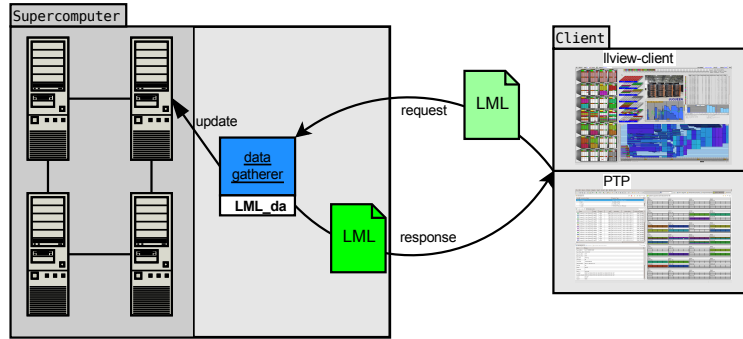 Supercomputer
Client
llview-client
LML
request
update
data
gatherer
LML_da
PTP
LML
response